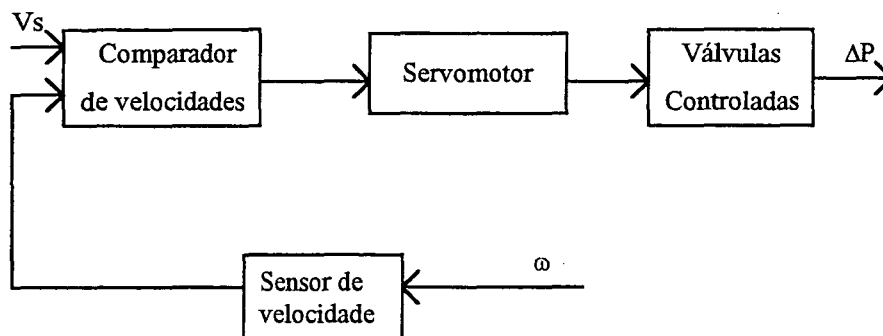 Vs
Comparador
de velocidades
Servomotor
Válvulas
Controladas
ΔP
Sensor de
velocidade
ω